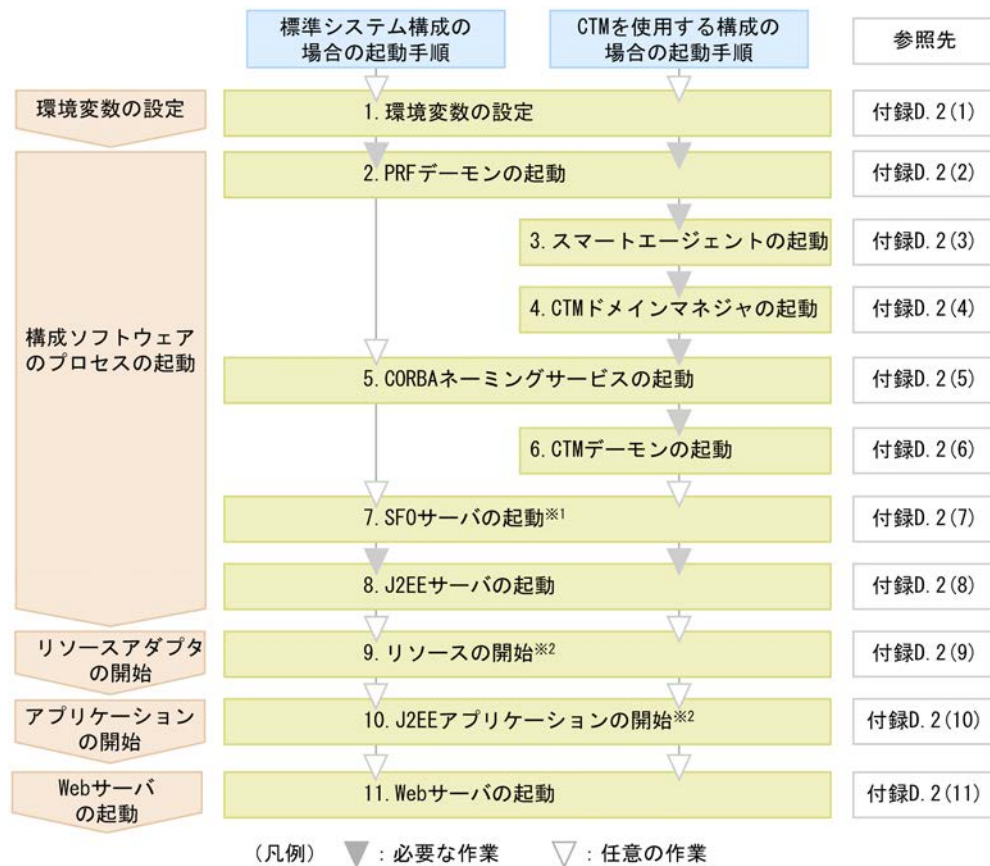 標準システム構成の
場合の起動手順
CTMを使用する構成の
場合の起動手順
参照先
環境変数の設定
1. 環境変数の設定
付録D. 2(1)
2. PRFデーモンの起動
付録D. 2(2)
3. スマートエージェントの起動
付録D. 2(3)
4. CTMドメインマネジャの起動
付録D. 2(4)
構成ソフトウェア
のプロセスの起動
5. CORBAネーミングサービスの起動
付録D. 2(5)
6. CTMデーモンの起動
付録D. 2(6)
7. SFOサーバの起動※1
付録D. 2(7)
8. J2EEサーバの起動
付録D. 2(8)
リソースアダプタ
の開始
9. リソースの開始※2
付録D. 2(9)
アプリケーション
の開始
10. J2EEアプリケーションの開始※2
付録D. 2(10)
Webサーバ
の起動
11. Webサーバの起動
付録D. 2(11)
(凡例) ▼ : 必要な作業 ▽ : 任意の作業